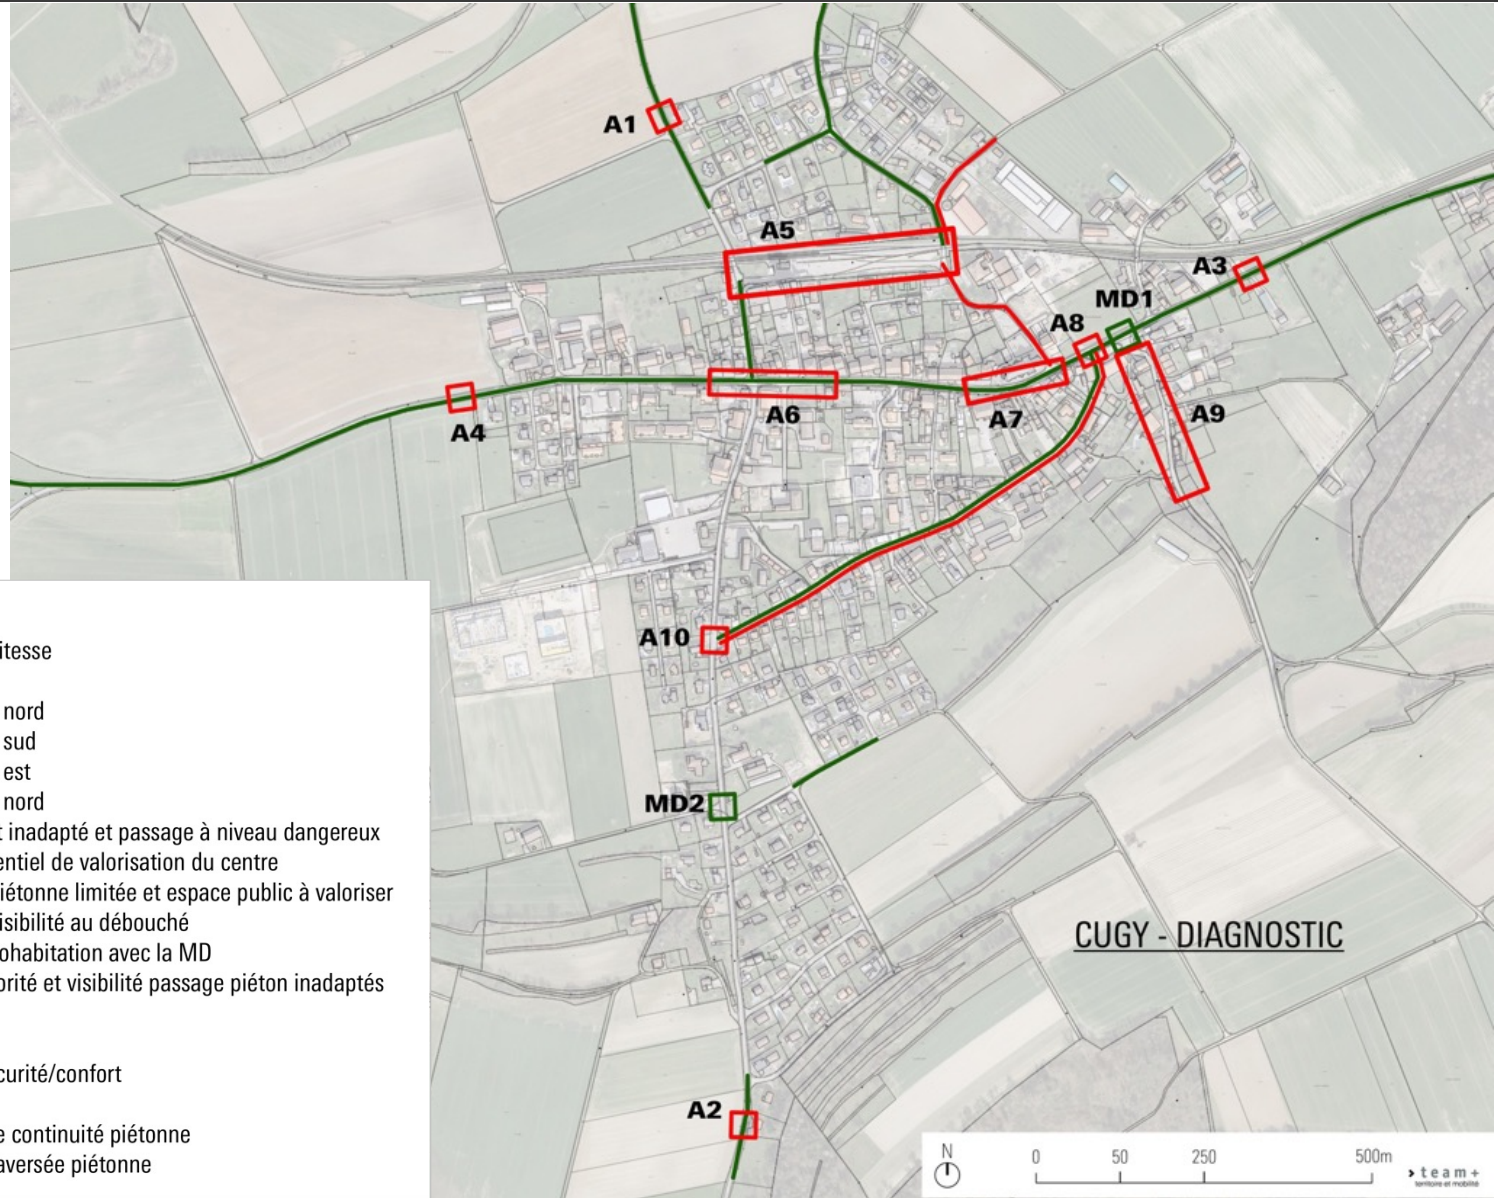 A1
A5
A3
MD1
A8
A6
A7
A9
A4
A10
MD2
A2
itesse
nord
sud
est
nord
t inadapté et passage à niveau dangereux
entiel de valorisation du centre
iétonne limitée et espace public à valoriser
isibilité au débouché
ohabitation avec la MD
orité et visibilité passage piéton inadaptés
curité/confort
e continuité piétonne
aversée piétonne
CUGY - DIAGNOSTIC
N
0 50 250 500m
team+
territoire et mobilité